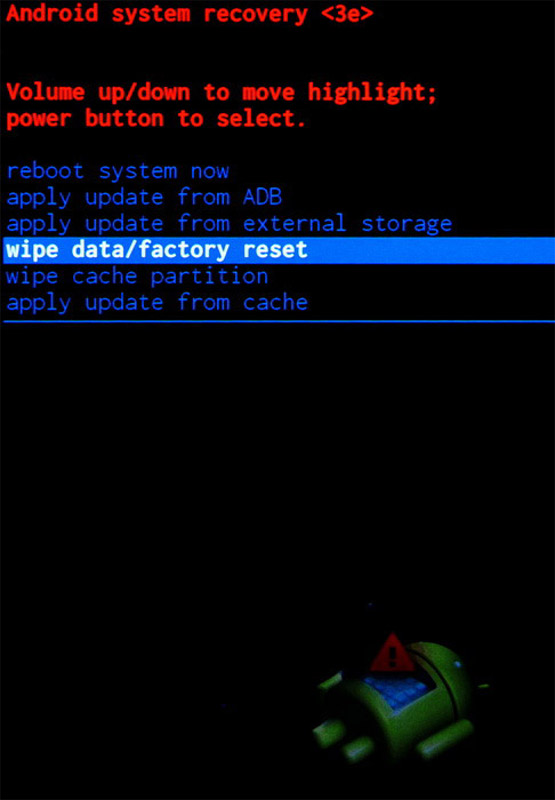 Android system recovery <3e>
Volume up/down to move highlight;
power button to select.
reboot system now
apply update from ADB
apply update from external storage
wipe data/factory reset
wipe cache partition
apply update from cache